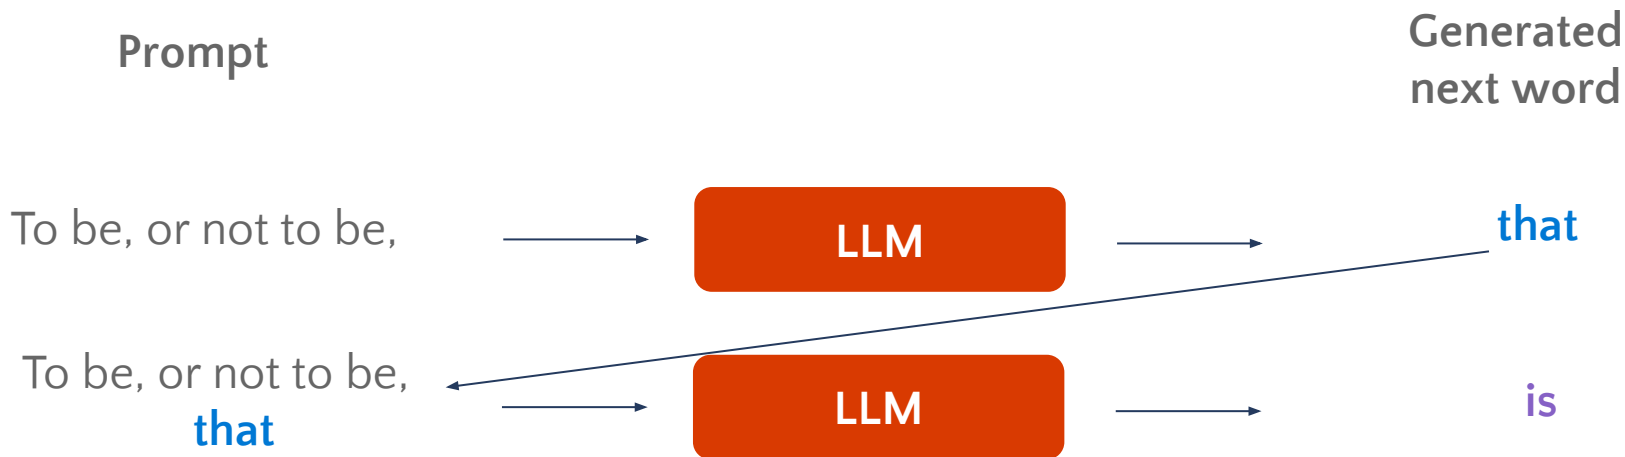 Prompt
Generated
next word
To be, or not to be,
LLM
that
To be, or not to be,
that
LLM
is